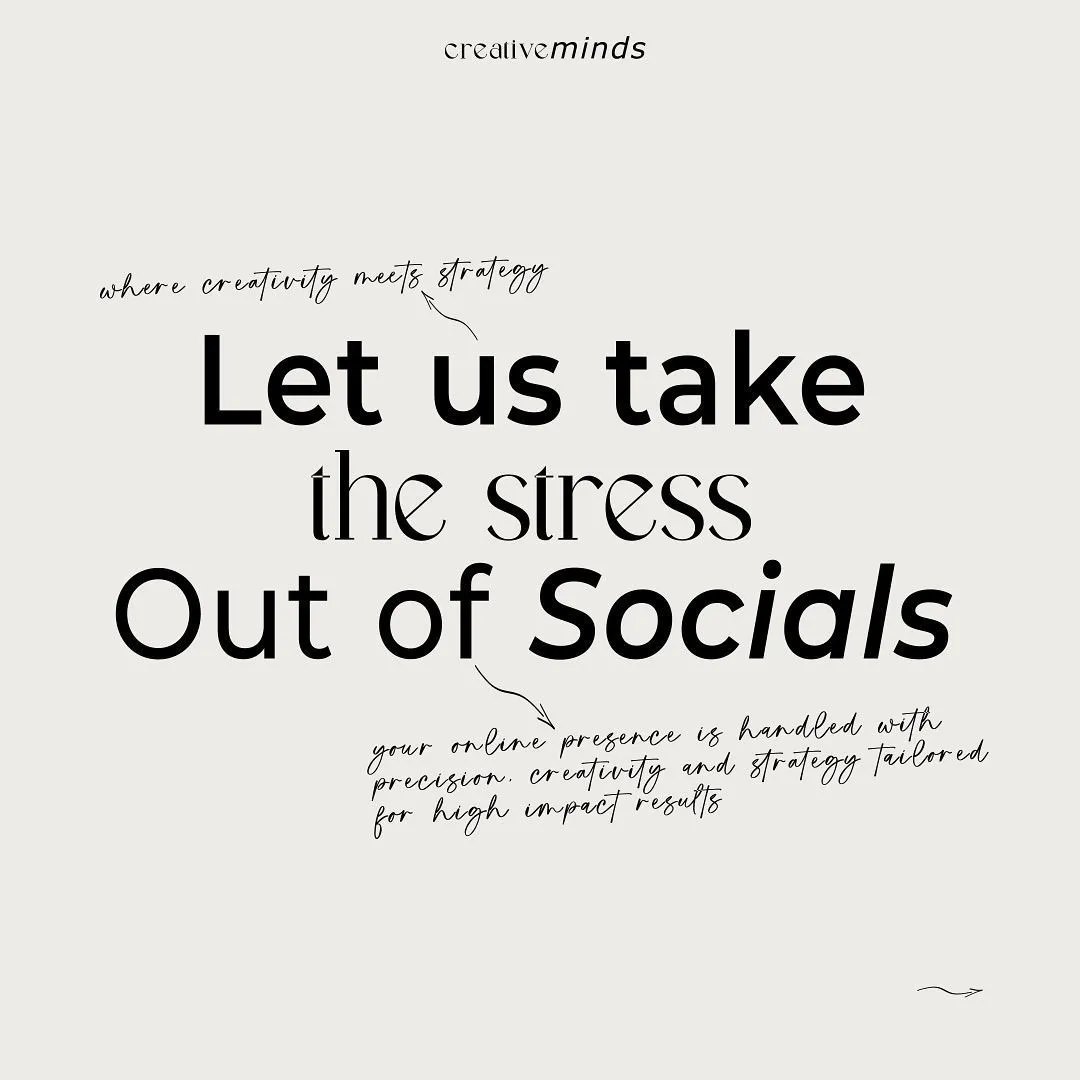 creativeminds
where creativity meets strategy
Let us take
the stress
Out of Socials
your online presence is handled with
precision, creativity and strategy tailored
for high impact results